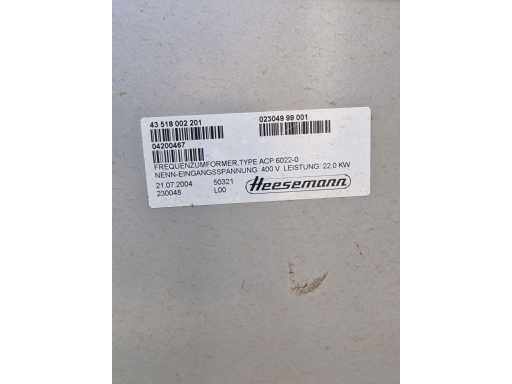 43 518 002 201
023049 99 001
04200467
FREQUENZUMFORMER,TYPE ACP 6022-0
NENN-EINGANGSSPANNUNG: 400 V LEISTUNG: 22,0 KW
21.07.2004 50321
230048 L00
Heesemann